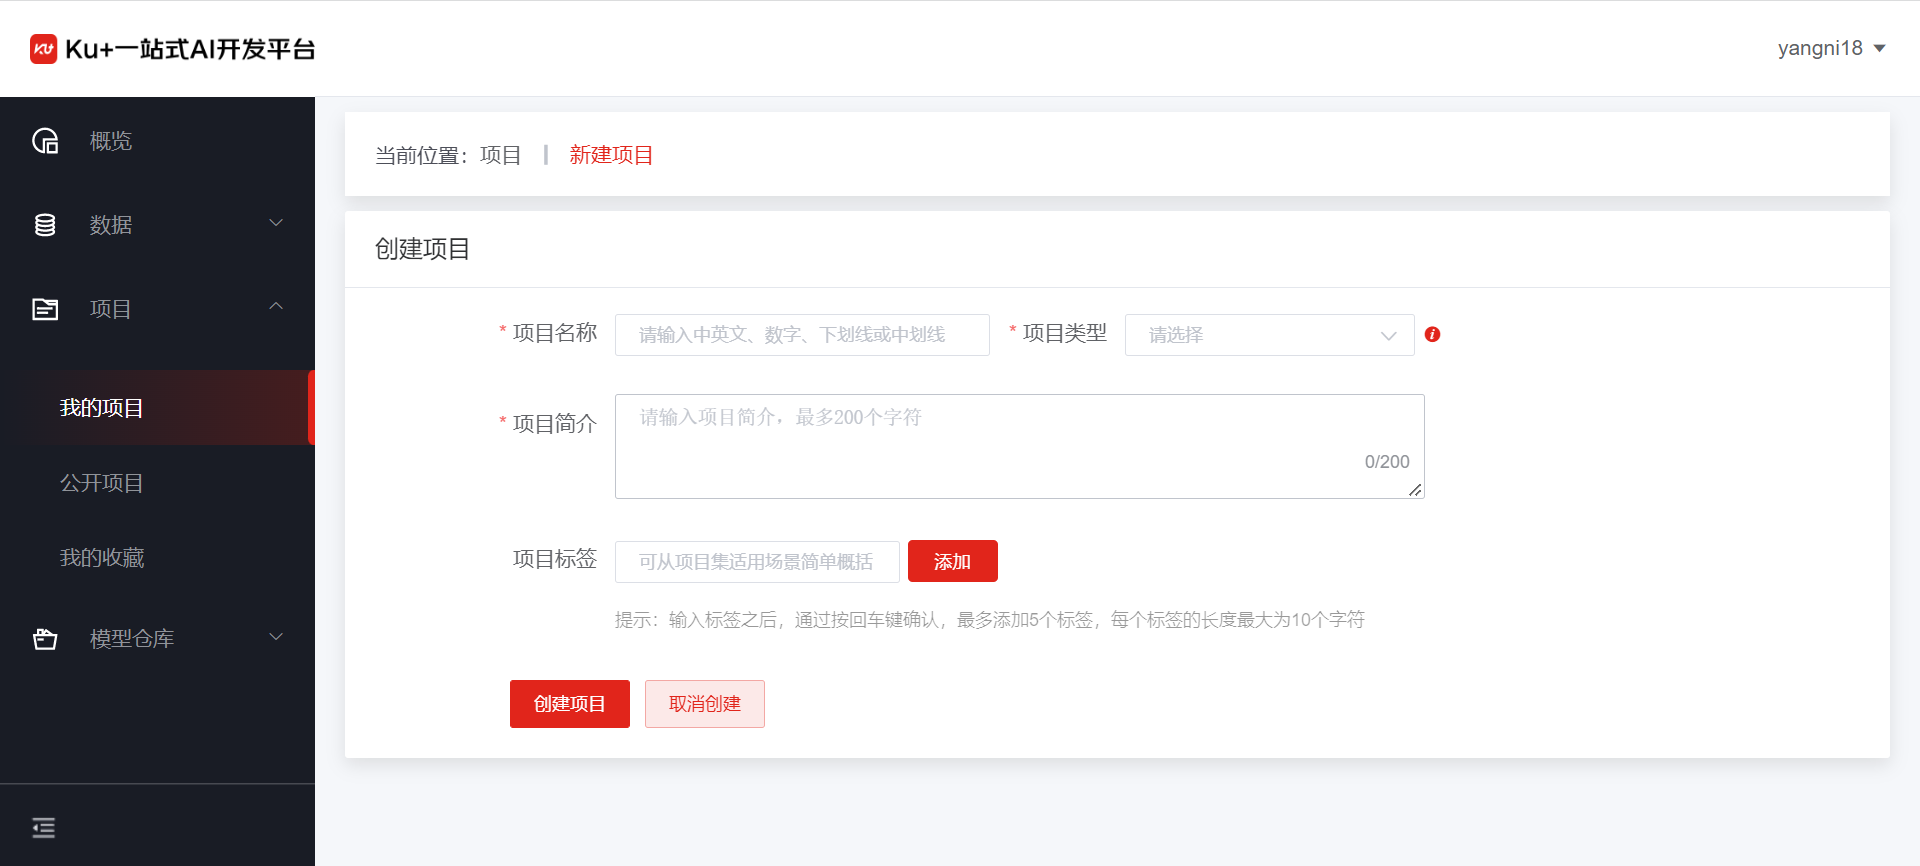 Ku+一站式AI开发平台
yangni18
概览
数据
项目
我的项目
公开项目
我的收藏
模型仓库
当前位置：项目 | 新建项目
创建项目
* 项目名称 请输入中英文、数字、下划线或中划线 * 项目类型 请选择
* 项目简介 请输入项目简介，最多200个字符
0/200
项目标签 可从项目集适用场景简单概括 添加
提示：输入标签之后，通过按回车键确认，最多添加5个标签，每个标签的长度最大为10个字符
创建项目 取消创建